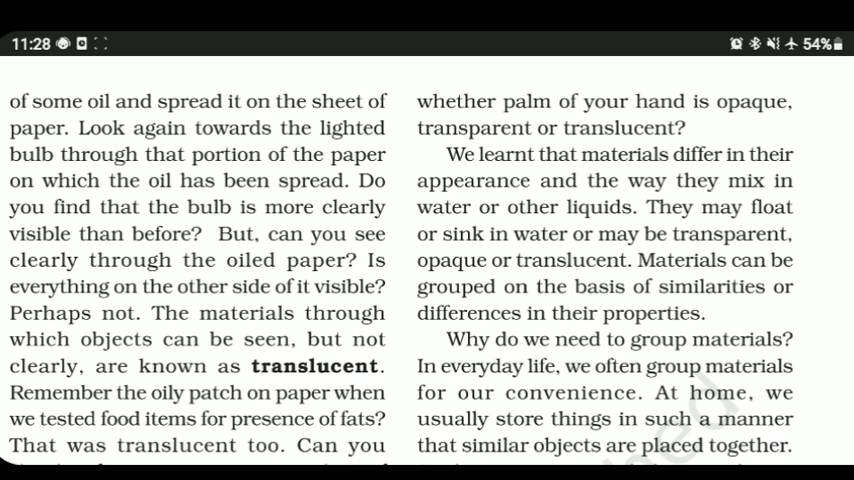 11:28
54%
of some oil and spread it on the sheet of
paper. Look again towards the lighted
bulb through that portion of the paper
on which the oil has been spread. Do
you find that the bulb is more clearly
visible than before? But, can you see
clearly through the oiled paper? Is
everything on the other side of it visible?
Perhaps not. The materials through
which objects can be seen, but not
clearly, are known as translucent.
Remember the oily patch on paper when
we tested food items for presence of fats?
That was translucent too. Can you
whether palm of your hand is opaque,
transparent or translucent?
We learnt that materials differ in their
appearance and the way they mix in
water or other liquids. They may float
or sink in water or may be transparent,
opaque or translucent. Materials can be
grouped on the basis of similarities or
differences in their properties.
Why do we need to group materials?
In everyday life, we often group materials
for our convenience. At home, we
usually store things in such a manner
that similar objects are placed together.